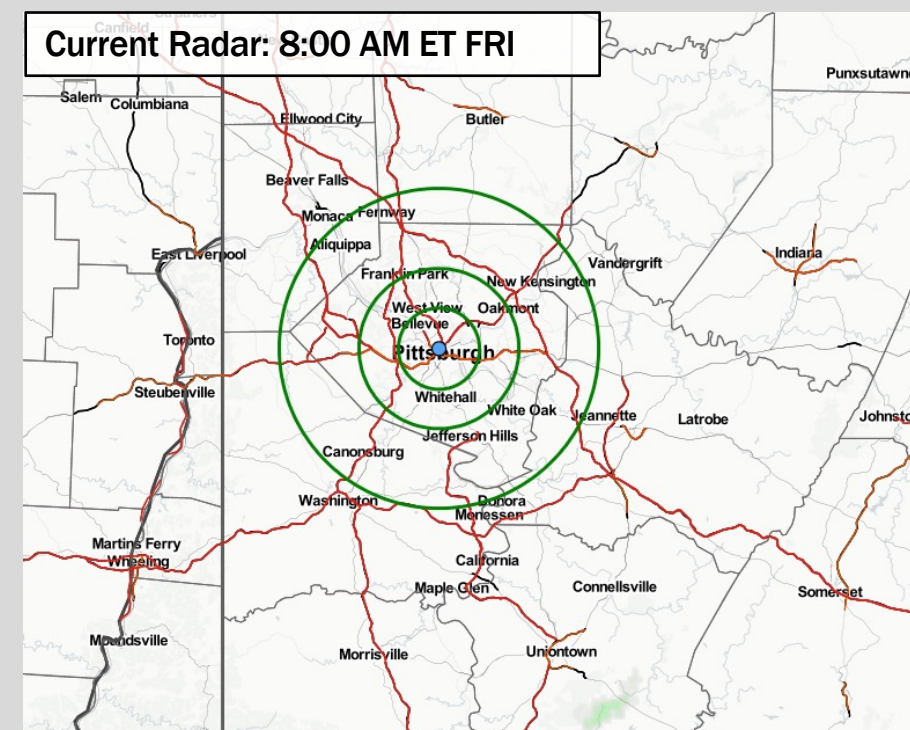 Current Radar: 8:00 AM ET FRI
Canfield
Punxsutawn
Salem
Columbiana
Ellwood City
Butler
Beaver Falls
Monaca
Fernway
Aliquippa
East Liverpool
Franklin Park
New Kensington
Vandergrift
Indiana
West View
Oakmont
Bellevue
Toronto
Pittsburgh
Steubenville
Whitehall
White Oak
Jeannette
Latrobe
Johnsto
Jefferson Hills
Canonsburg
Washington
Donora
Monessen
Martins Ferry
Wheeling
California
Maple Glen
Connellsville
Somerset
Moundsville
Morrisville
Uniontown